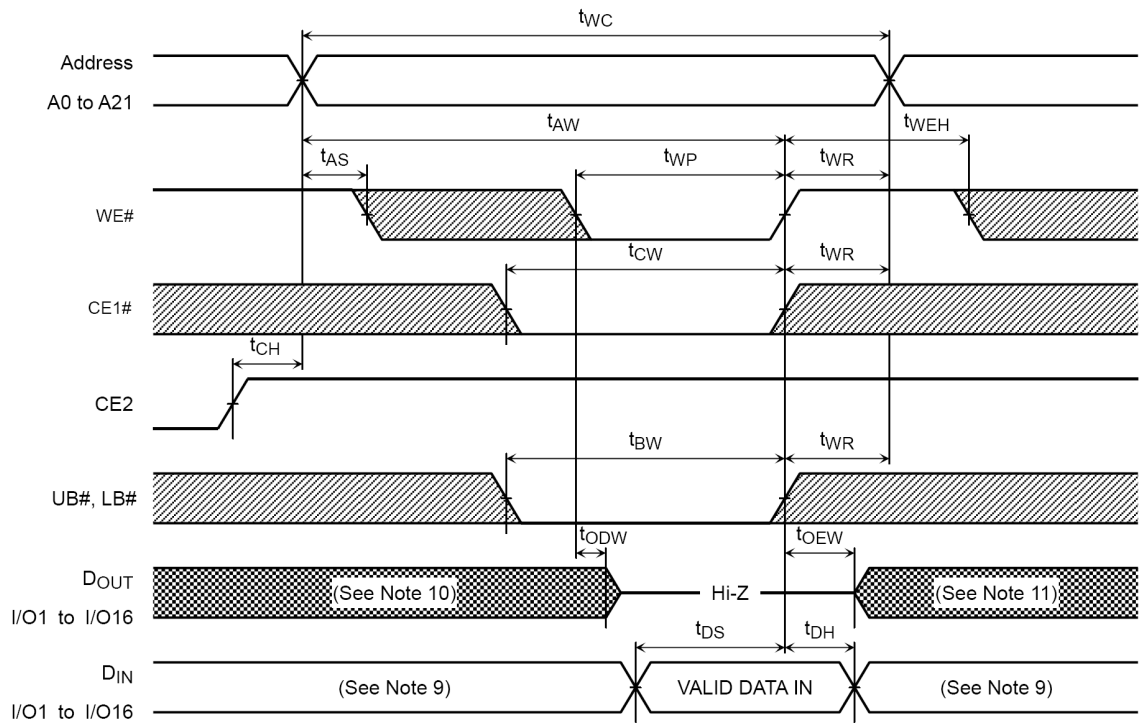 tWC
Address
A0 to A21
tAW
tWEH
tAS
tWP
tWR
WE#
tCW
tWR
CE1#
tCH
CE2
tBW
tWR
UB#, LB#
tODW
tOEW
DOUT
(See Note 10)
Hi-Z
(See Note 11)
I/O1 to I/O16
tDS
tDH
DIN
(See Note 9)
VALID DATA IN
(See Note 9)
I/O1 to I/O16